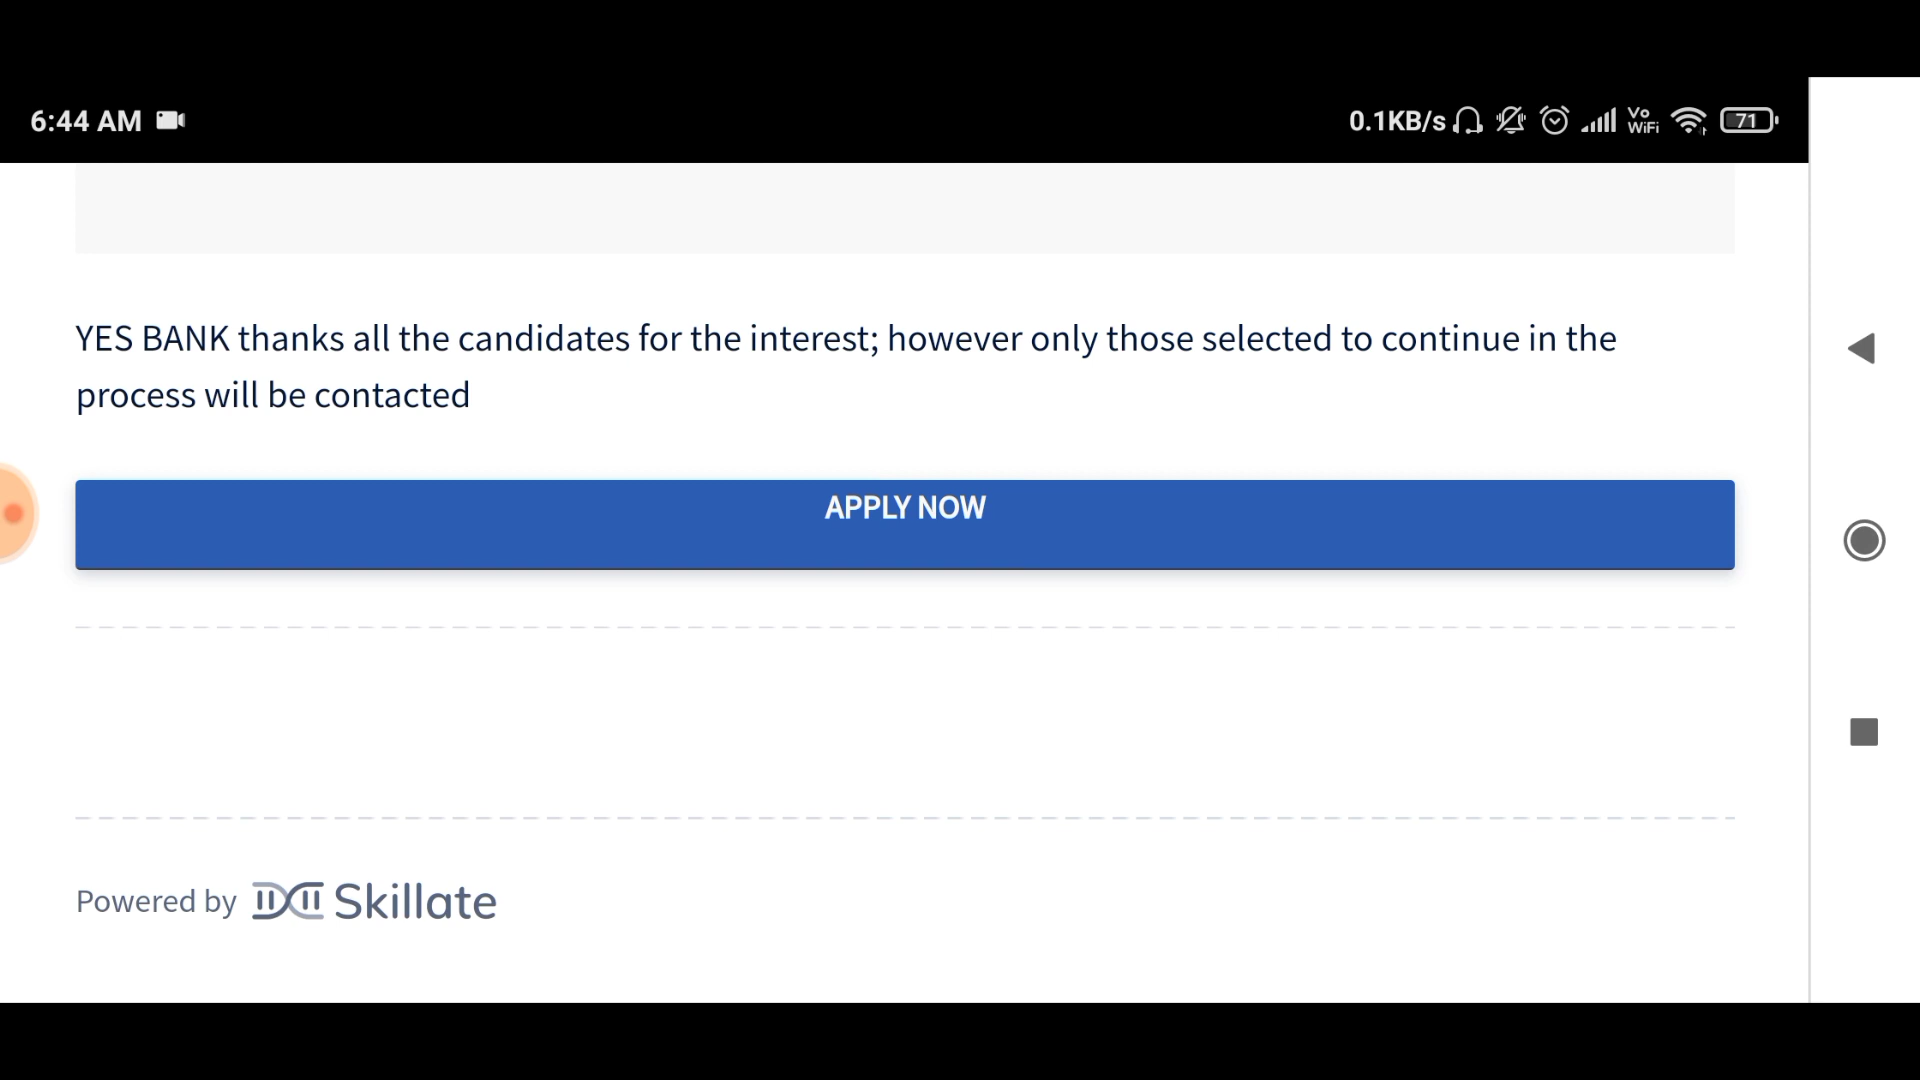 6:44 AM 0.1KB/s Vo WiFi 71
YES BANK thanks all the candidates for the interest; however only those selected to continue in the
process will be contacted
APPLY NOW
Powered by Skillate